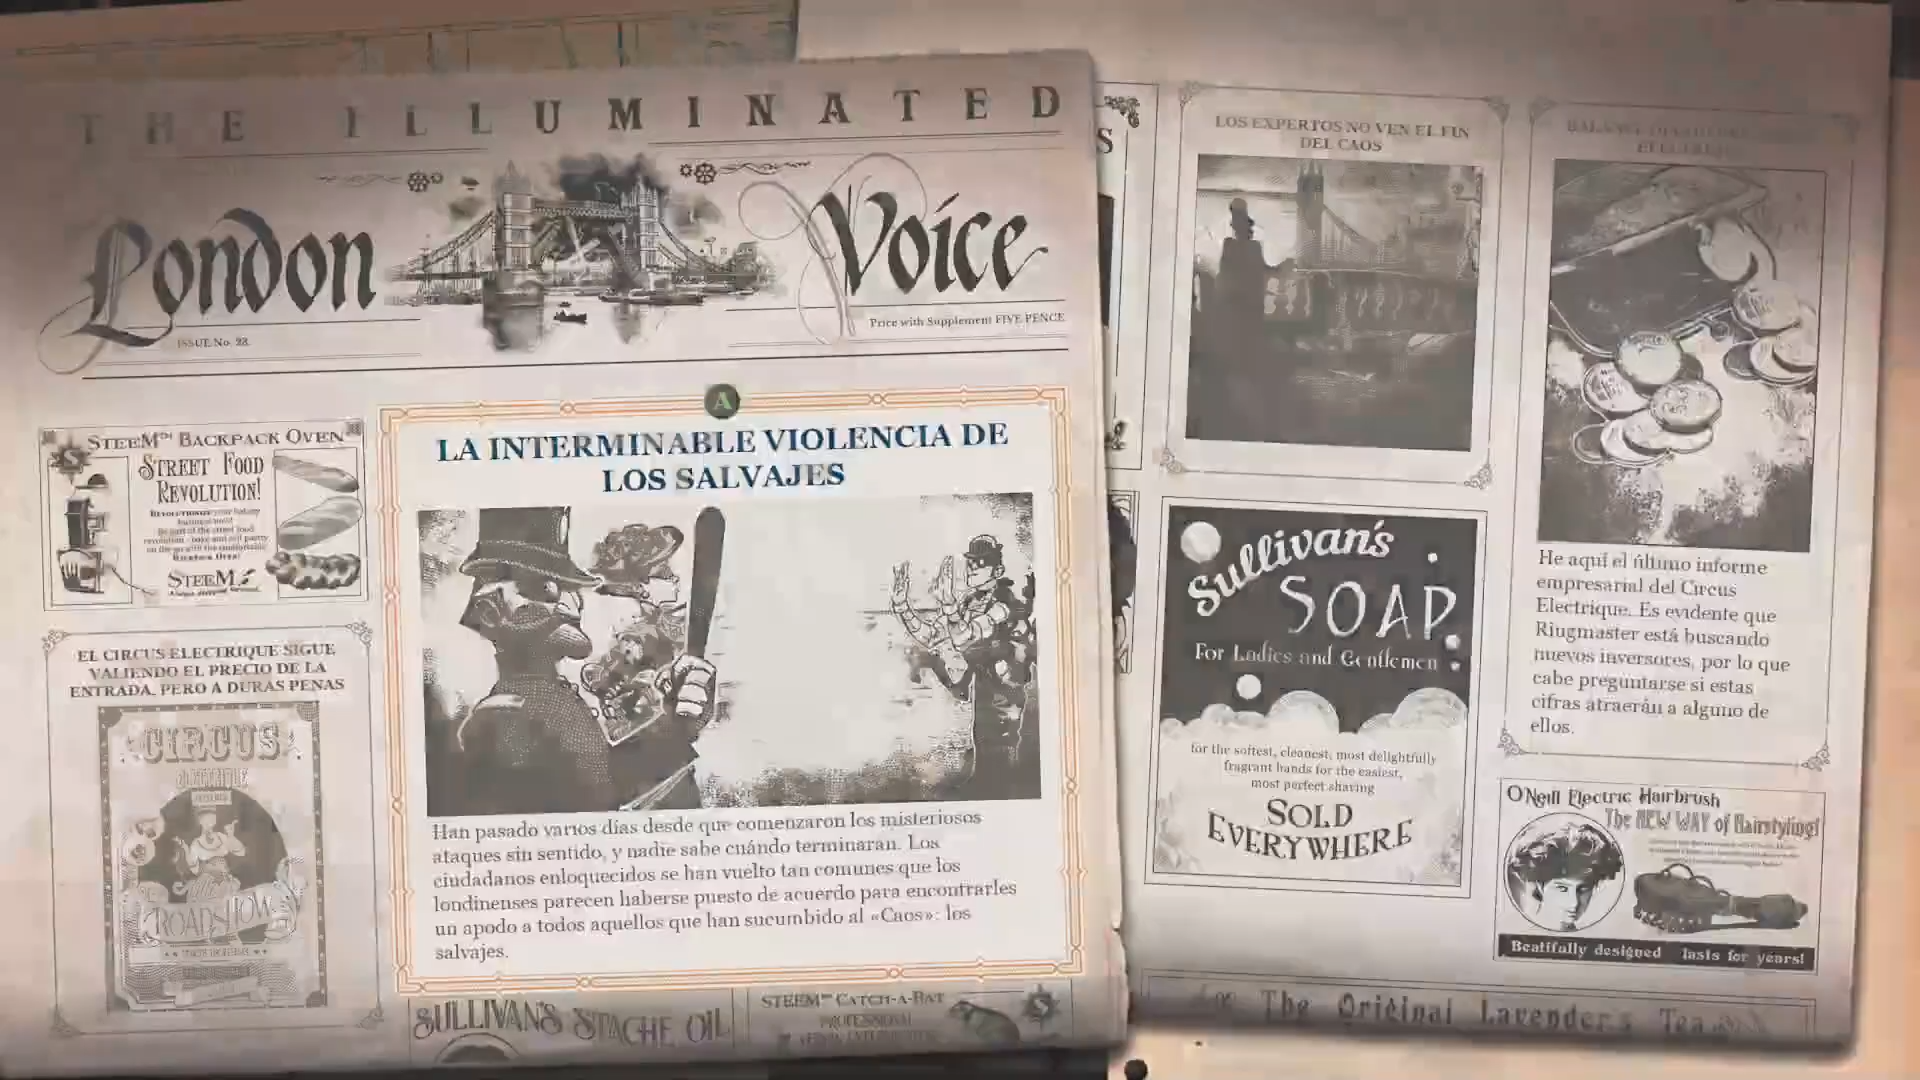 THE ILLUMINATED
London Voice
ISSUE No. 28.
Price with Supplement FIVE PENCE
STEEM™ BACKPACK OVEN
STREET FOOD
REVOLUTION!
STEEM
EL CIRCUS ELECTRIQUE SIGUE
VALIENDO EL PRECIO DE LA
ENTRADA, PERO A DURAS PENAS
CIRCUS
ROADSHOW
A
LA INTERMINABLE VIOLENCIA DE
LOS SALVAJES
Han pasado varios días desde que comenzaron los misteriosos
ataques sin sentido, y nadie sabe cuándo terminarán. Los
ciudadanos enloquecidos se han vuelto tan comunes que los
londinenses parecen haberse puesto de acuerdo para encontrarles
un apodo a todos aquellos que han sucumbido al «Caos»: los
salvajes.
SULLIVAN'S STACHE OIL
STEEM™ CATCH-A-BAT
PROFESSIONAL
S
LOS EXPERTOS NO VEN EL FIN
DEL CAOS
Sullivan's
SOAP
For Ladies and Gentlemen
for the softest, cleanest, most delightfully
fragrant hands for the easiest,
most perfect shaving
SOLD
EVERYWHERE
He aquí el último informe
empresarial del Circus
Electrique. Es evidente que
Ringmaster está buscando
nuevos inversores, por lo que
cabe preguntarse si estas
cifras atraerán a alguno de
ellos.
O'Neill Electric Hairbrush
The NEW WAY of Hairstyling!
Beatifully designed lasts for years!
The Original Lavender's Tea